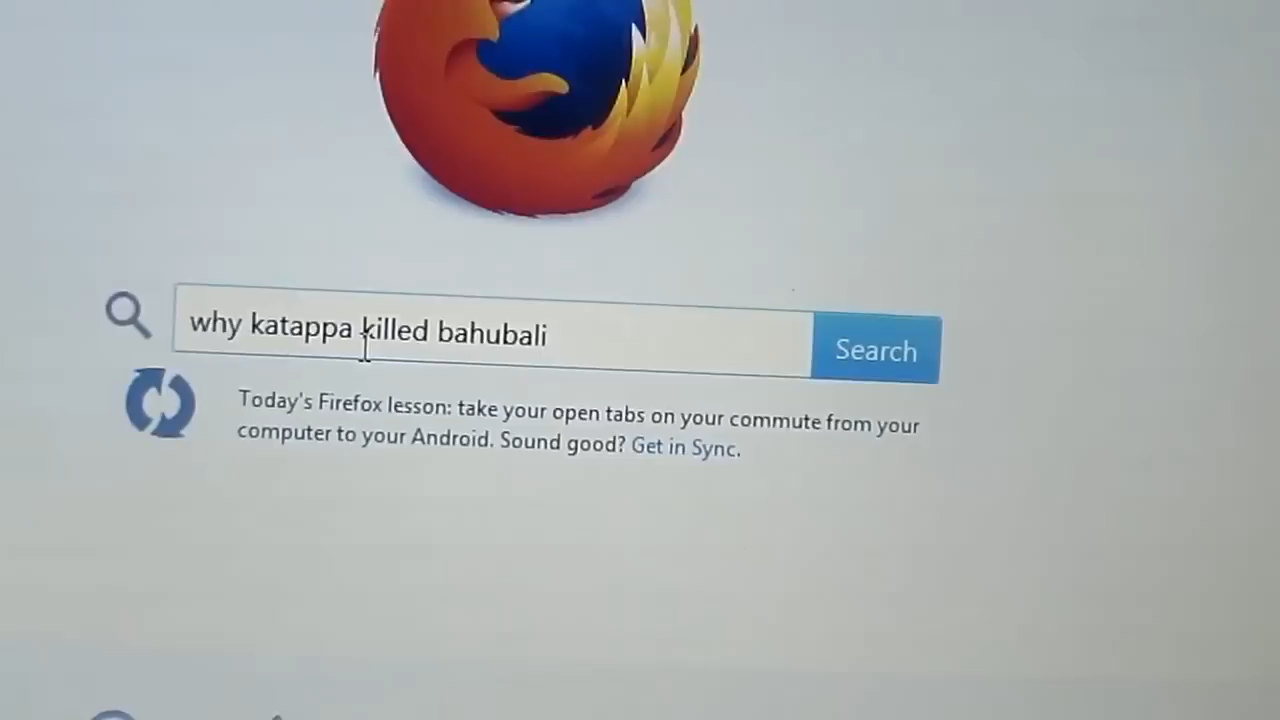 why katappa killed bahubali
Search
Today's Firefox lesson: take your open tabs on your commute from your
computer to your Android. Sound good? Get in Sync.